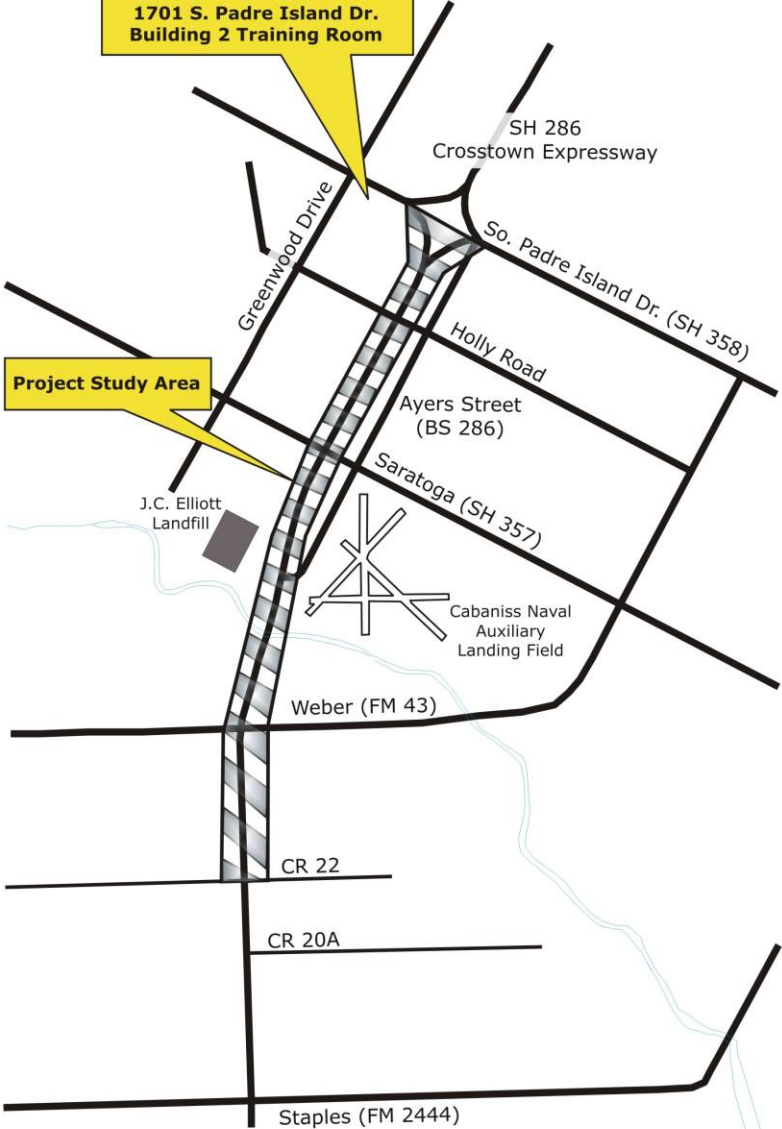 1701 S. Padre Island Dr.
Building 2 Training Room
SH 286
Crosstown Expressway
Greenwood Drive
So. Padre Island Dr. (SH 358)
Holly Road
Project Study Area
Ayers Street
(BS 286)
Saratoga (SH 357)
J.C. Elliott
Landfill
Cabaniss Naval
Auxiliary
Landing Field
Weber (FM 43)
CR 22
CR 20A
Staples (FM 2444)